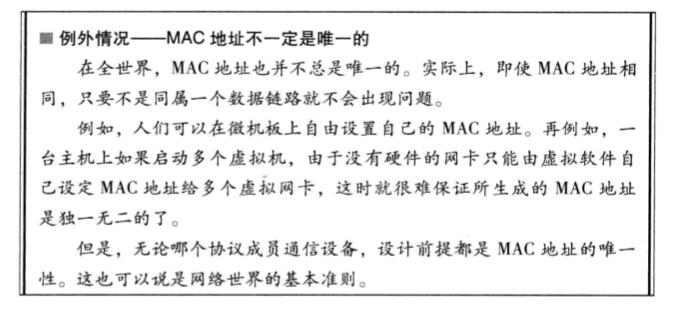 ■ 例外情况——MAC 地址不一定是唯一的
在全世界，MAC 地址也并不总是唯一的。实际上，即使 MAC 地址相
同，只要不是同属一个数据链路就不会出现问题。
例如，人们可以在微机板上自由设置自己的 MAC 地址。再例如，一
台主机上如果启动多个虚拟机，由于没有硬件的网卡只能由虚拟软件自
己设定 MAC 地址给多个虚拟网卡，这时就很难保证所生成的 MAC 地址
是独一无二的了。
但是，无论哪个协议成员通信设备，设计前提都是 MAC 地址的唯一
性。这也可以说是网络世界的基本准则。